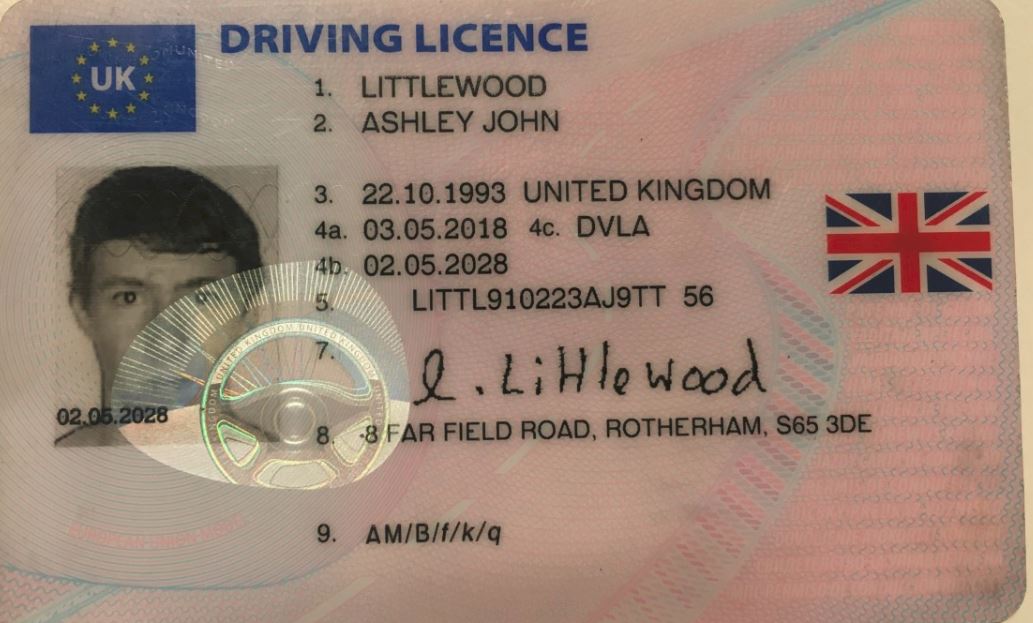 DRIVING LICENCE
UK
1. LITTLEWOOD
2. ASHLEY JOHN
3. 22.10.1993 UNITED KINGDOM
4a. 03.05.2018 4c. DVLA
4b. 02.05.2028
5. LITTL910223AJ9TT 56
UNITED KINGDOM UNITED KINGDOM
7. l. Littlewood
02.05.2028
8. 8 FAR FIELD ROAD, ROTHERHAM, S65 3DE
9. AM/B/f/k/q